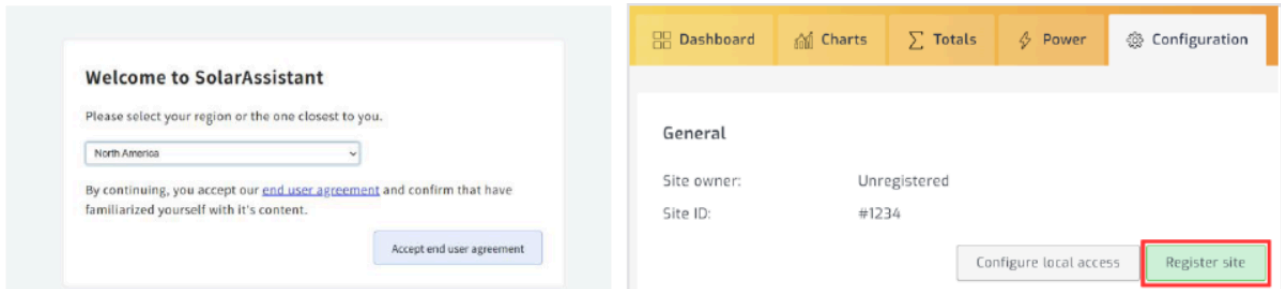 Welcome to SolarAssistant
Please select your region or the one closest to you.
North America
By continuing, you accept our end user agreement and confirm that have
familiarized yourself with it's content.
Accept end user agreement
Dashboard
Charts
Totals
Power
Configuration
General
Site owner: Unregistered
Site ID: #1234
Configure local access
Register site